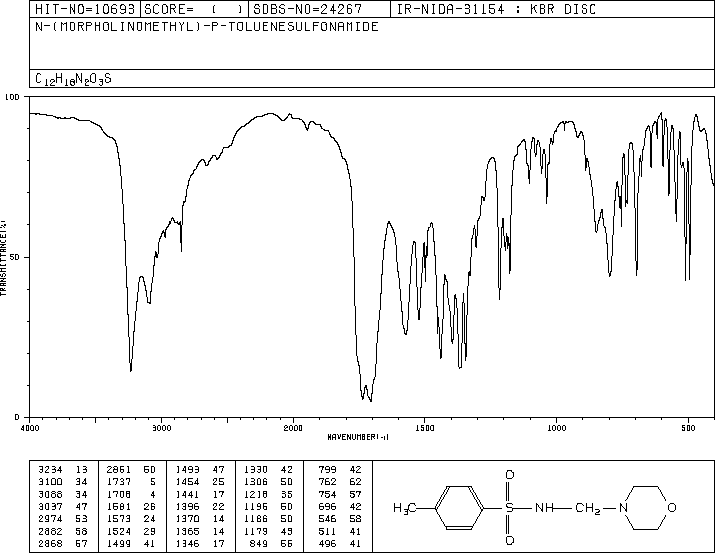 HIT-NO=10693 SCORE= ( ) SDBS-NO=24267 IR-NIDA-31154 : KBR DISC
N-(MORPHOLINOMETHYL)-P-TOLUENESULFONAMIDE
C12H18N2O3S
100
50
0
TRANSMITTANCE(%)
4000 3000 2000 1500 1000 500
WAVENUMBER(-1)
3234 13 2861 50 1493 47 1330 42 799 42
3100 34 1737 5 1454 25 1306 50 762 62
3088 34 1708 4 1441 17 1218 35 754 57
3037 47 1581 26 1396 22 1195 50 696 42
2974 53 1573 24 1370 14 1186 50 546 58
2882 58 1524 29 1365 14 1179 43 511 41
2868 57 1499 41 1346 17 849 55 496 41
O
H3C S NH CH2 N O
O